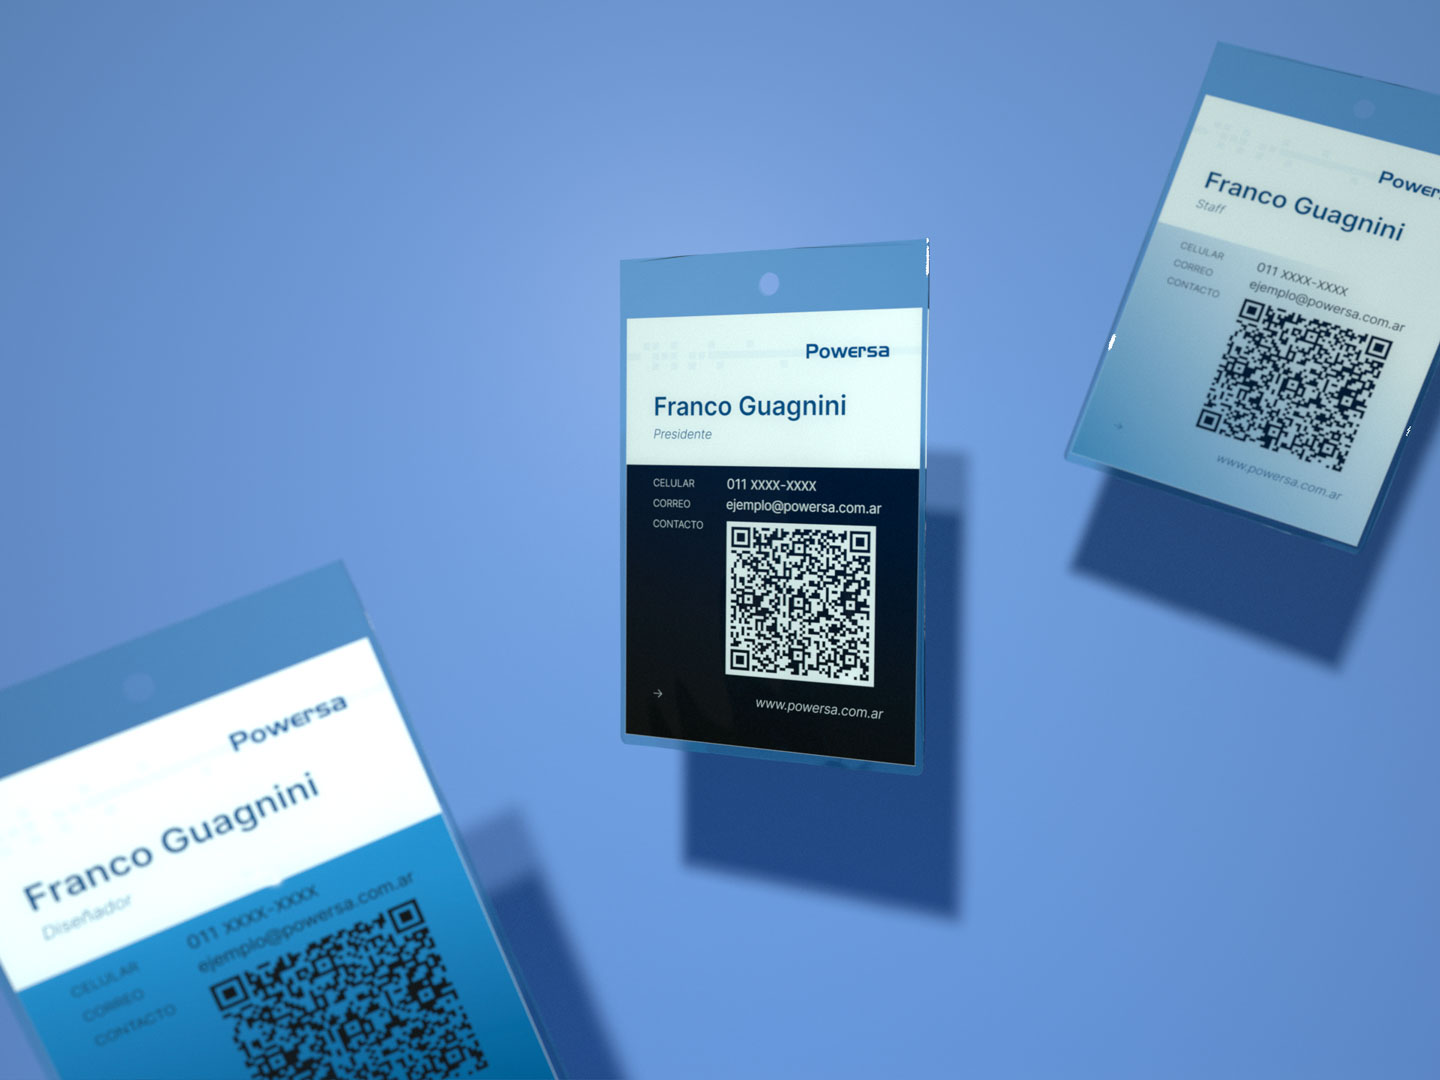 Powersa
Franco Guagnini
Presidente
CELULAR 011 XXXX-XXXX
CORREO ejemplo@powersa.com.ar
CONTACTO
→ www.powersa.com.ar
Power
Franco Guagnini
Staff
CELULAR 011 XXXX-XXXX
CORREO ejemplo@powersa.com.ar
CONTACTO
→ www.powersa.com.ar
Powersa
Franco Guagnini
Diseñador
CELULAR 011 XXXX-XXXX
CORREO ejemplo@powersa.com.ar
CONTACTO